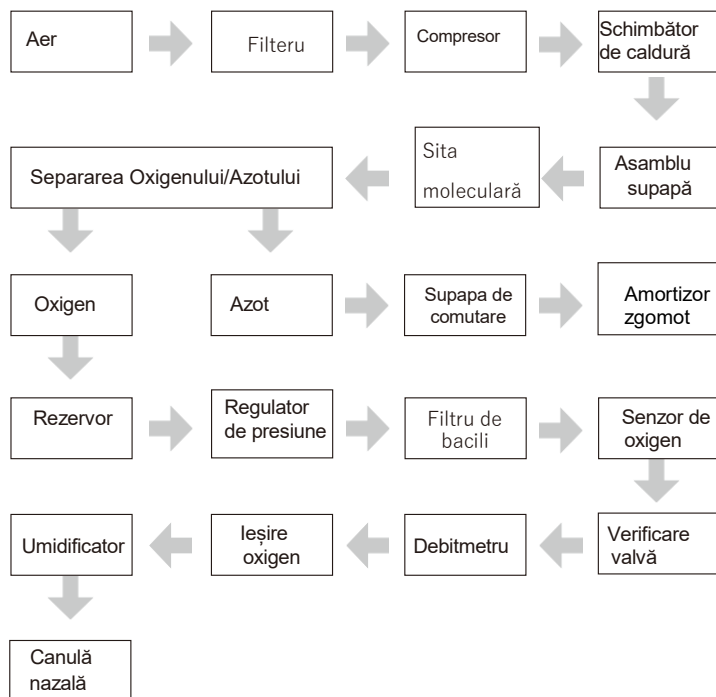 Aer
Filteru
Compresor
Schimbător
de caldură
Separarea Oxigenului/Azotului
Sita
moleculară
Asamblu
supapă
Oxigen
Azot
Supapa de
comutare
Amortizor
zgomot
Rezervor
Regulator
de presiune
Filtru de
bacili
Senzor de
oxigen
Umidificator
Ieșire
oxigen
Debitmetru
Verificare
valvă
Canulă
nazală